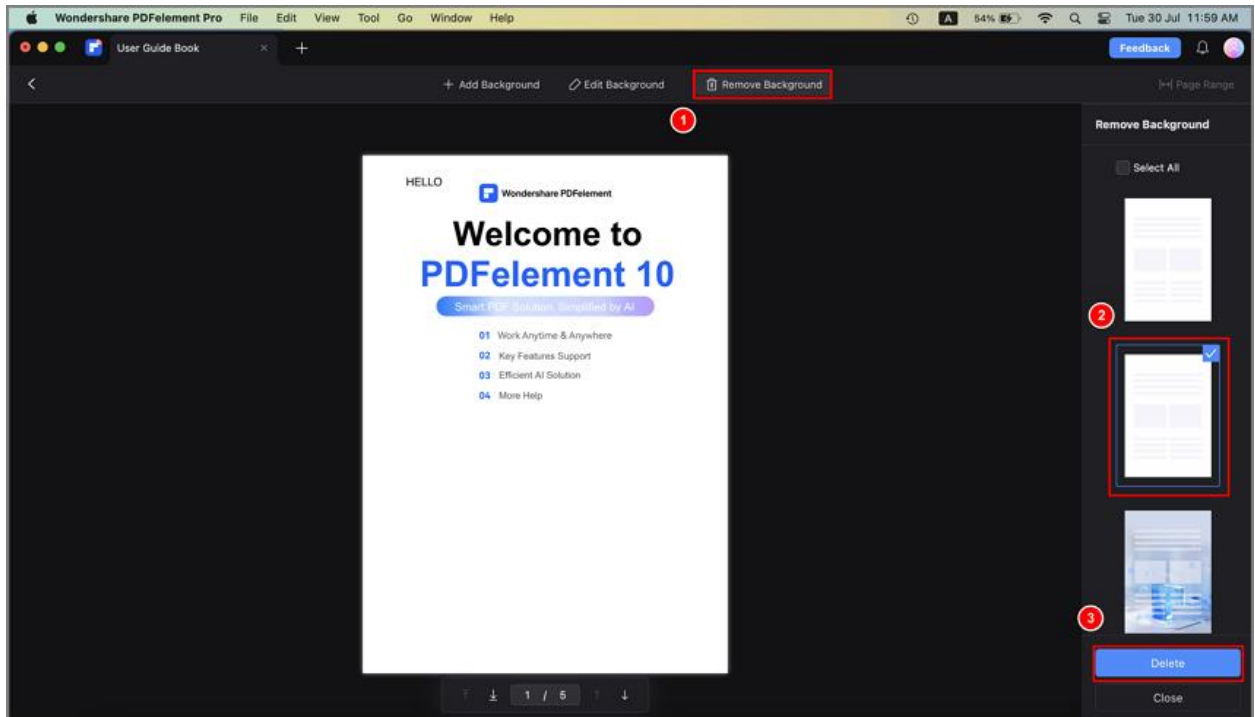 Wondershare PDFelement Pro File Edit View Tool Go Window Help A 54% Tue 30 Jul 11:59 AM
User Guide Book × + Feedback
+ Add Background Edit Background Remove Background Page Range
1
Remove Background
Select All
HELLO
Wondershare PDFelement
Welcome to
PDFelement 10
Smart PDF Solution, Simplified by AI
01 Work Anytime & Anywhere
02 Key Features Support
03 Efficient AI Solution
04 More Help
2
3
Delete
1 / 5
Close